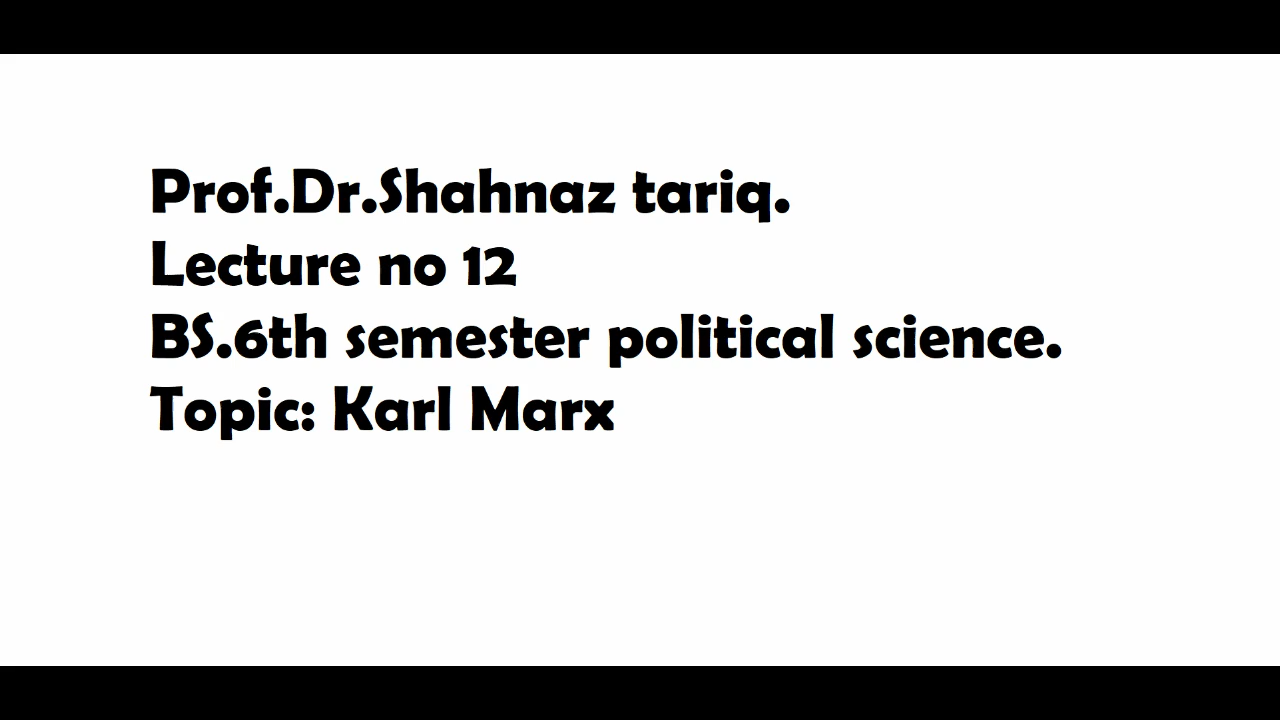 Prof.Dr.Shahnaz tariq.
Lecture no 12
BS.6th semester political science.
Topic: Karl Marx